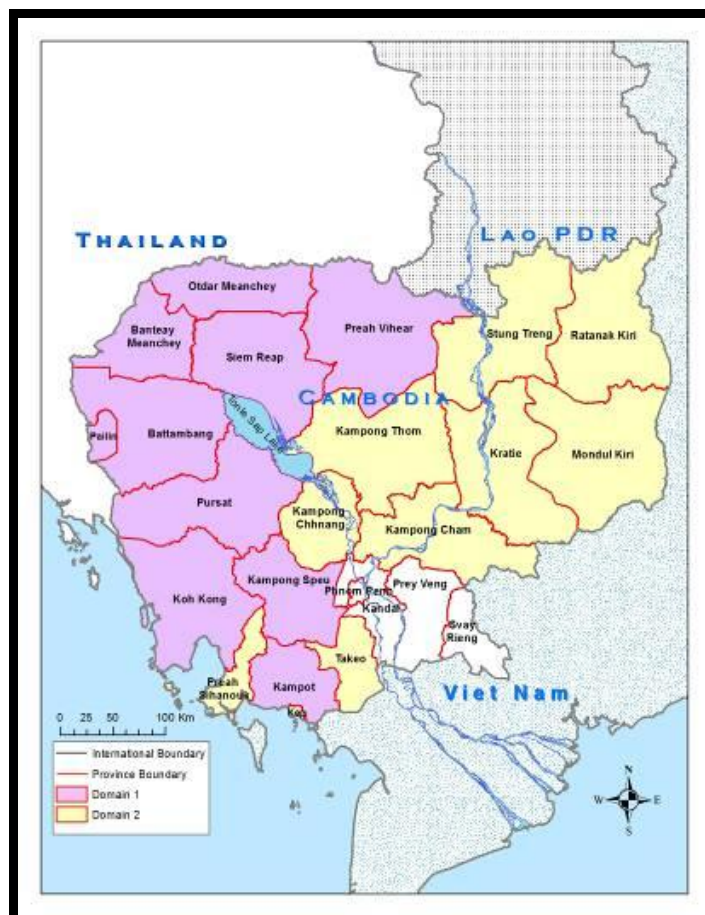 THAILAND
LAO PDR
Otdar Meanchey
Banteay
Meanchey
Preah Vihear
Stung Treng
Ratanak Kiri
Siem Reap
CAMBODIA
Tonle Sap Lake
Pailin
Battambang
Kampong Thom
Kratie
Mondul Kiri
Pursat
Kampong
Chhnang
Kampong Cham
Kampong Speu
Phnom Penh
Prey Veng
Koh Kong
Kandal
Svay
Rieng
Takeo
Preah
Sihanouk
Kampot
Kep
Viet Nam
0 25 50 100 Km
International Boundary
Province Boundary
Domain 1
Domain 2
N
W E
S